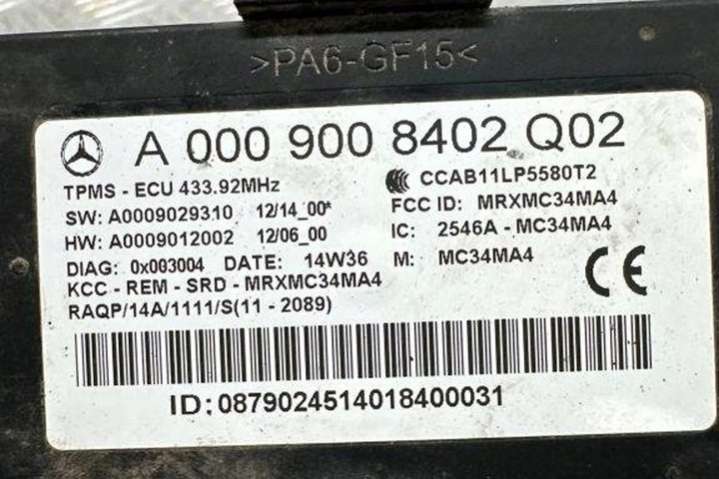 >PA6-GF15<
A 000 900 8402 Q02
TPMS - ECU 433.92MHz
CCAB11LP5580T2
SW: A0009029310 12/14_00*
FCC ID: MRXMC34MA4
HW: A0009012002 12/06_00
IC: 2546A - MC34MA4
DIAG: 0x003004 DATE: 14W36
M: MC34MA4
KCC - REM - SRD - MRXMC34MA4
CE
RAQP/14A/1111/S(11 - 2089)
ID: 0879024514018400031